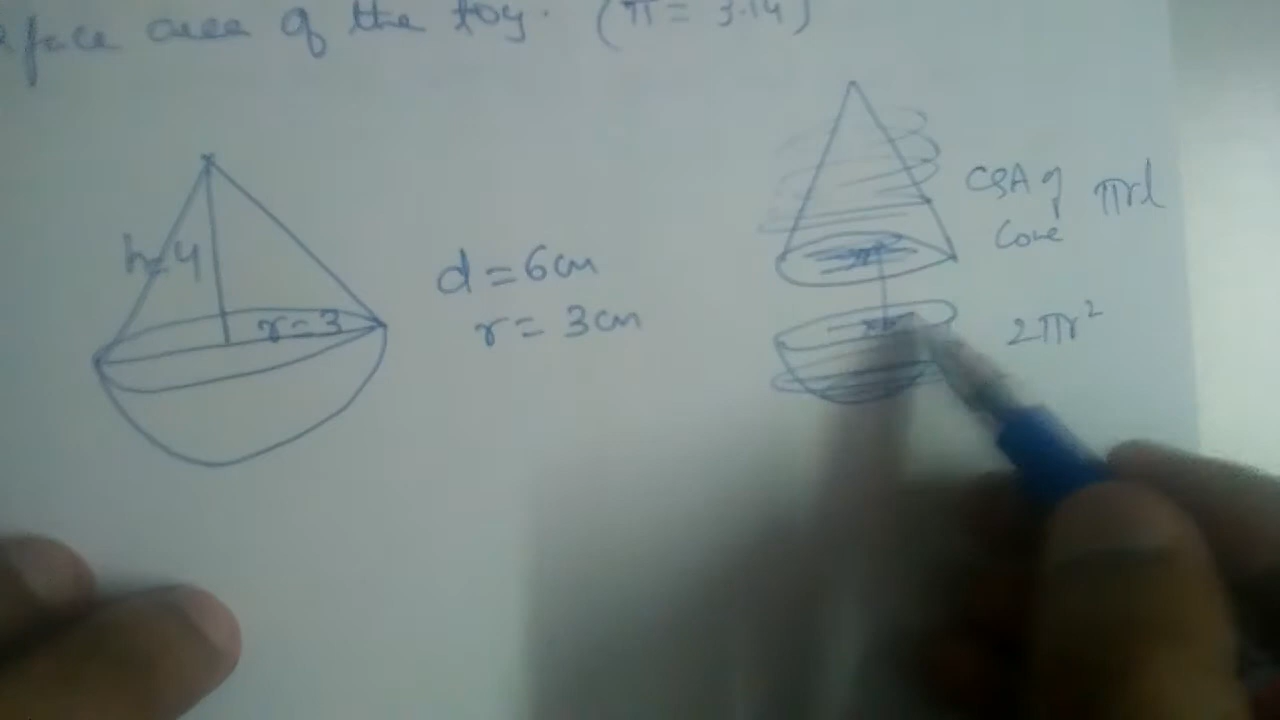 face area of the toy. (π = 3.14)
h=4
r=3
d = 6cm
r = 3cm
CSA of
Cone
πrl
2πr²